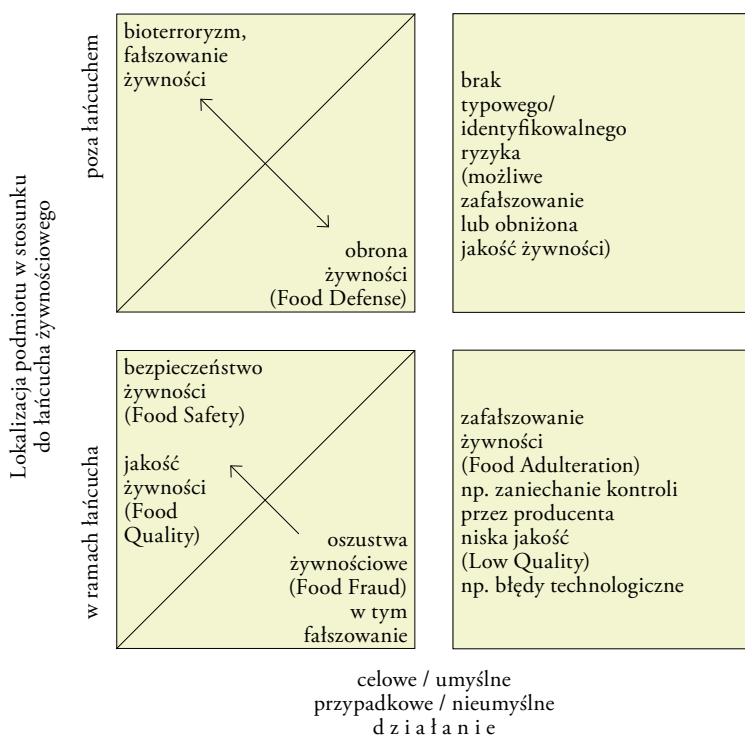 Lokalizacja podmiotu w stosunku
do łańcucha żywnościowego
poza łańcuchem
bioterroryzm,
fałszowanie
żywności
obrona
żywności
(Food Defense)
brak
typowego/
identyfikowalnego
ryzyka
(możliwe
zafałszowanie
lub obniżona
jakość żywności)
w ramach łańcucha
bezpieczeństwo
żywności
(Food Safety)
jakość
żywności
(Food
Quality)
oszustwa
żywnościowe
(Food Fraud)
w tym
fałszowanie
zafałszowanie
żywności
(Food Adulteration)
np. zaniechanie kontroli
przez producenta
niska jakość
(Low Quality)
np. błędy technologiczne
celowe / umyślne
przypadkowe / nieumyślne
działanie